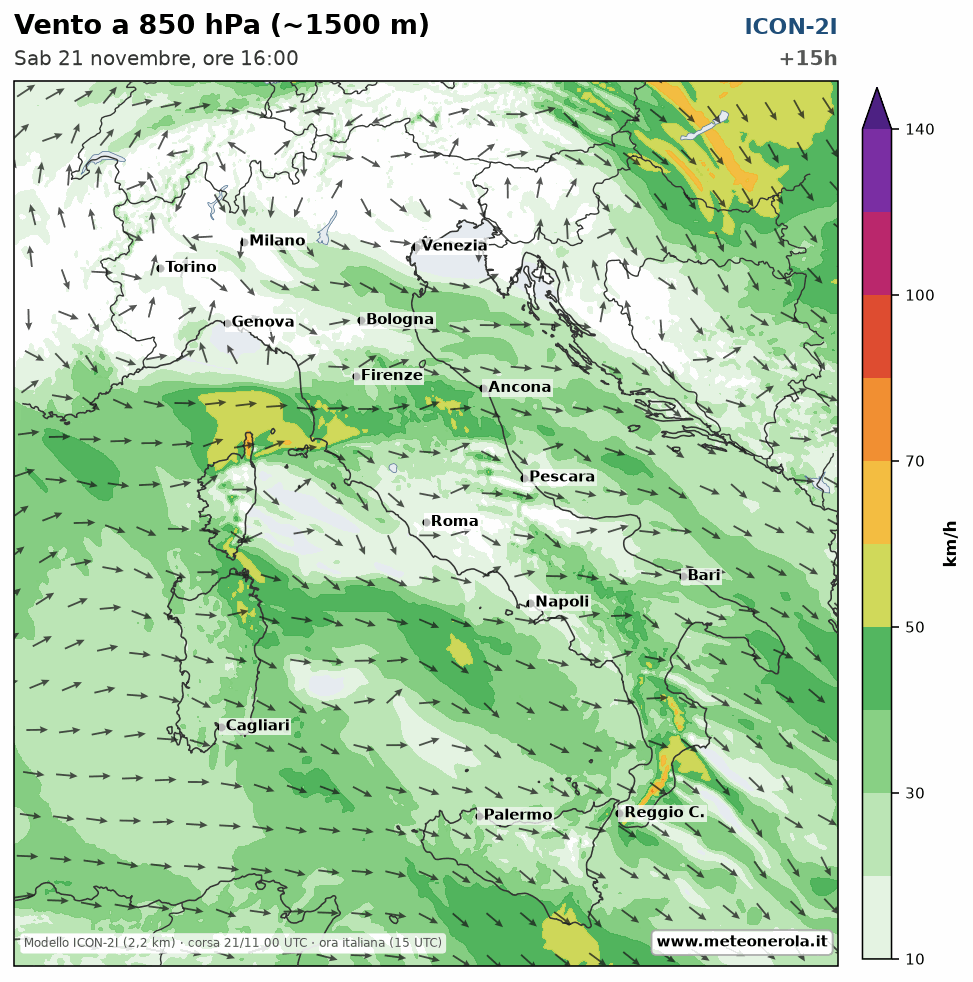 Vento a 850 hPa (~1500 m)
ICON-2I
Sab 21 novembre, ore 16:00
+15h
140
100
70
50
30
10
km/h
Milano
Venezia
Torino
Genova
Bologna
Firenze
Ancona
Pescara
Roma
Bari
Napoli
Cagliari
Palermo
Reggio C.
Modello ICON-2I (2,2 km) · corsa 21/11 00 UTC · ora italiana (15 UTC)
www.meteonerola.it